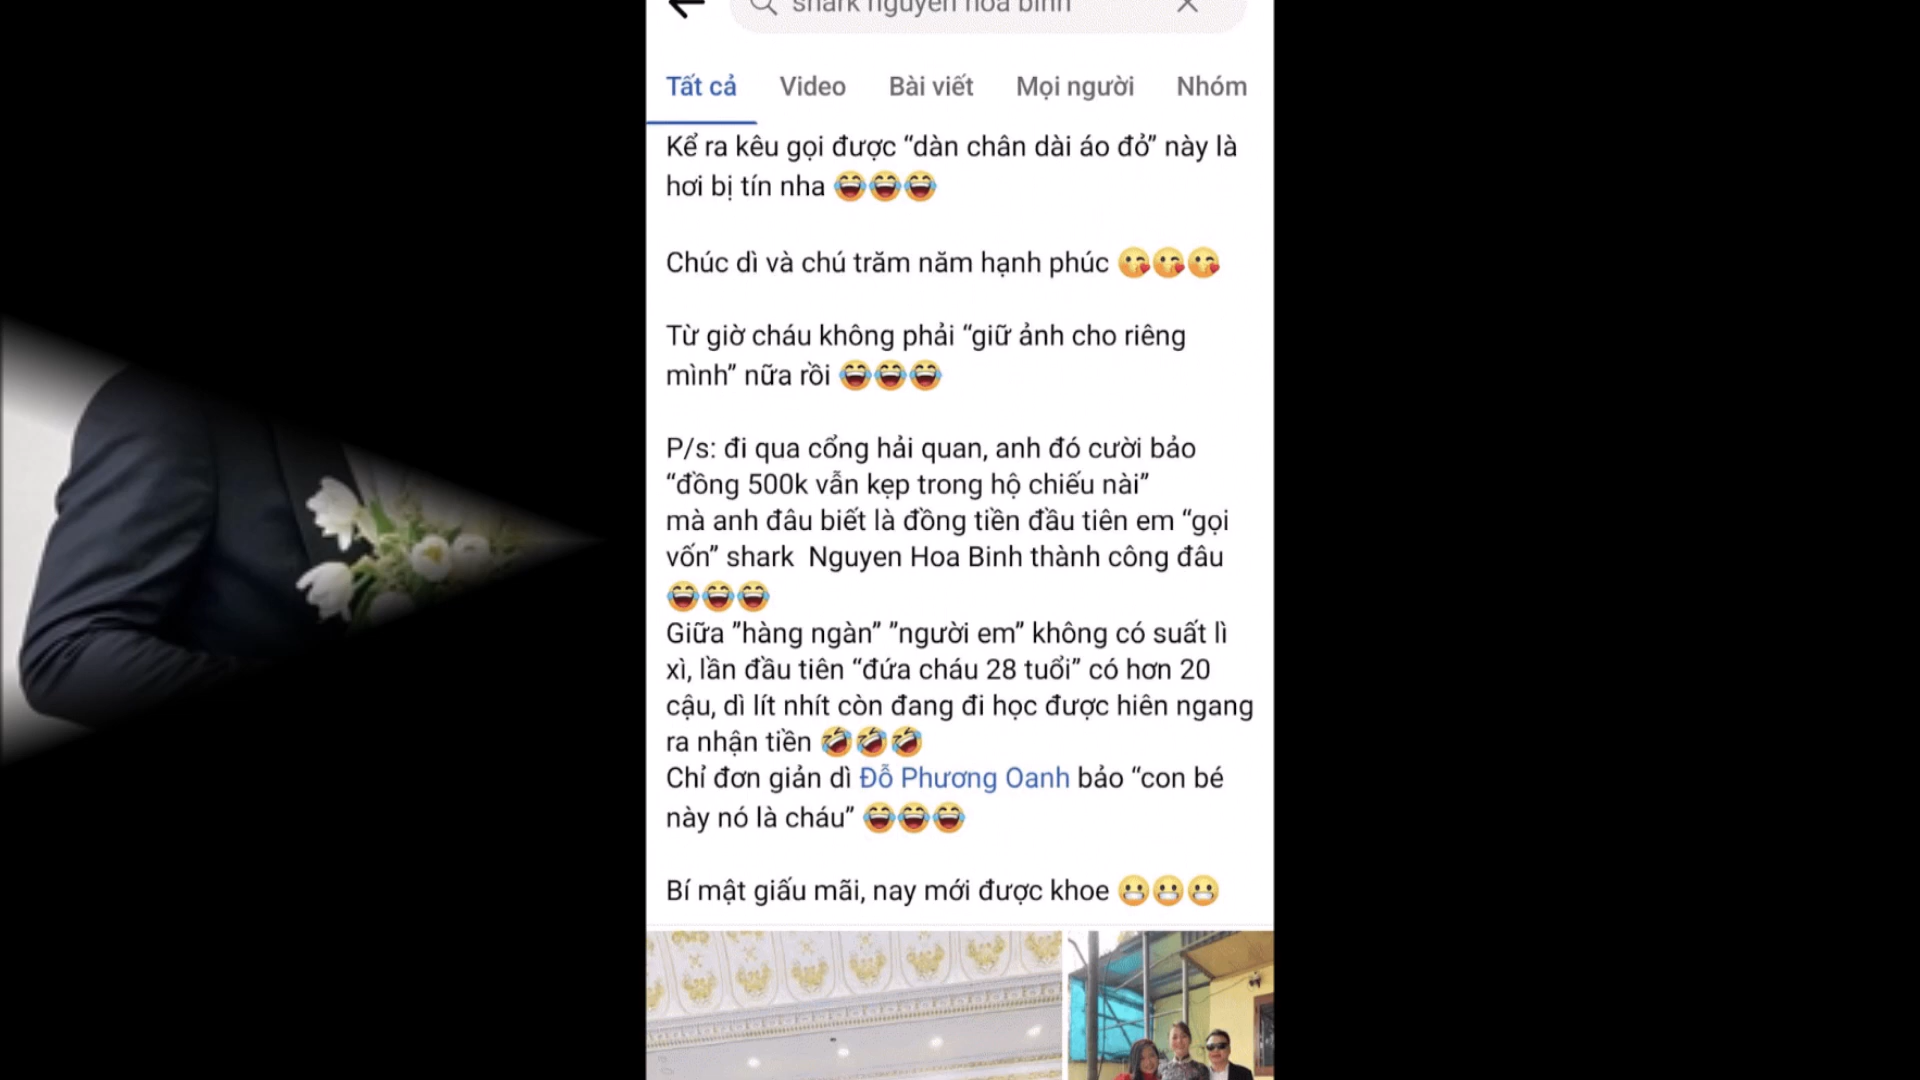 shark nguyen hoa binh
Tất cả Video Bài viết Mọi người Nhóm
Kể ra kêu gọi được “dàn chân dài áo đỏ” này là
hơi bị tín nha 😂😂😂
Chúc dì và chú trăm năm hạnh phúc 😘😘😘
Từ giờ cháu không phải “giữ ảnh cho riêng
mình” nữa rồi 😂😂😂
P/s: đi qua cổng hải quan, anh đó cười bảo
“đồng 500k vẫn kẹp trong hộ chiếu nài”
mà anh đâu biết là đồng tiền đầu tiên em “gọi
vốn” shark  Nguyen Hoa Binh thành công đâu
😂😂😂
Giữa ”hàng ngàn” ”người em” không có suất lì
xì, lần đầu tiên “đứa cháu 28 tuổi” có hơn 20
cậu, dì lít nhít còn đang đi học được hiên ngang
ra nhận tiền 🤣🤣🤣
Chỉ đơn giản dì Đỗ Phương Oanh bảo “con bé
này nó là cháu” 😂😂😂
Bí mật giấu mãi, nay mới được khoe 😬😬😬